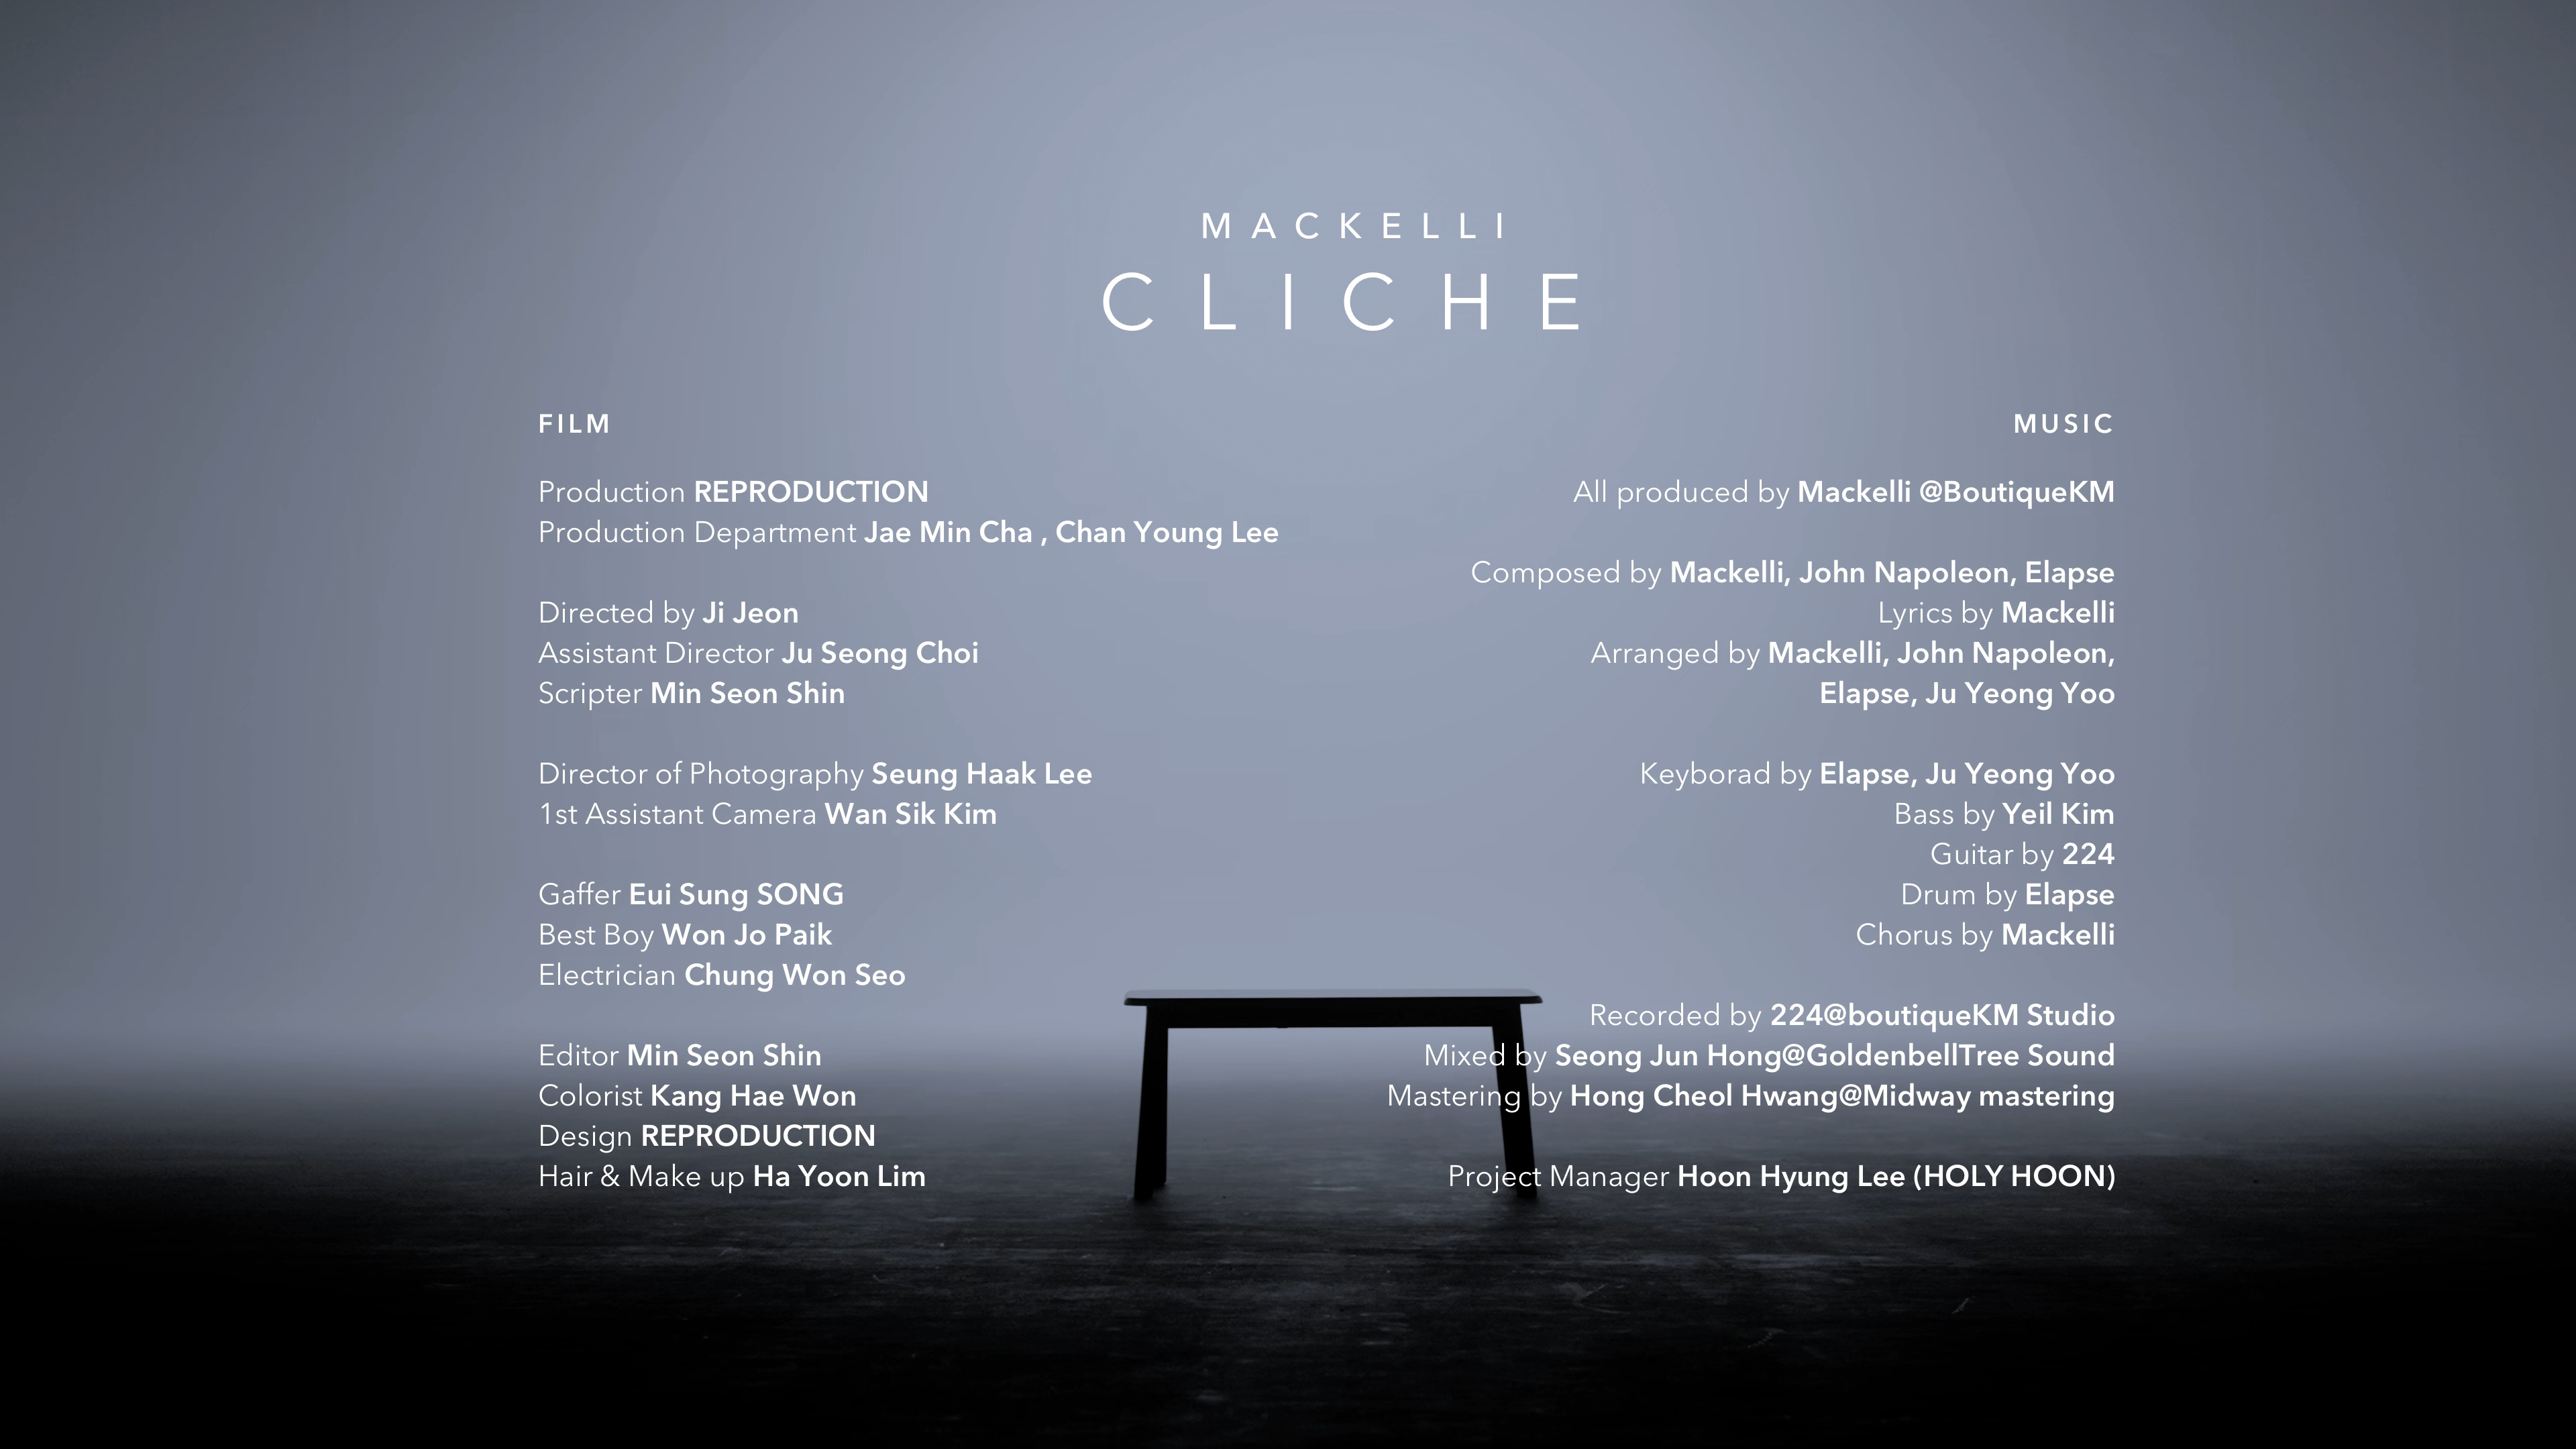 MACKELLI
CLICHE
FILM
Production REPRODUCTION
Production Department Jae Min Cha , Chan Young Lee
Directed by Ji Jeon
Assistant Director Ju Seong Choi
Scripter Min Seon Shin
Director of Photography Seung Haak Lee
1st Assistant Camera Wan Sik Kim
Gaffer Eui Sung SONG
Best Boy Won Jo Paik
Electrician Chung Won Seo
Editor Min Seon Shin
Colorist Kang Hae Won
Design REPRODUCTION
Hair & Make up Ha Yoon Lim
MUSIC
All produced by Mackelli @BoutiqueKM
Composed by Mackelli, John Napoleon, Elapse
Lyrics by Mackelli
Arranged by Mackelli, John Napoleon,
Elapse, Ju Yeong Yoo
Keyborad by Elapse, Ju Yeong Yoo
Bass by Yeil Kim
Guitar by 224
Drum by Elapse
Chorus by Mackelli
Recorded by 224@boutiqueKM Studio
Mixed by Seong Jun Hong@GoldenbellTree Sound
Mastering by Hong Cheol Hwang@Midway mastering
Project Manager Hoon Hyung Lee (HOLY HOON)